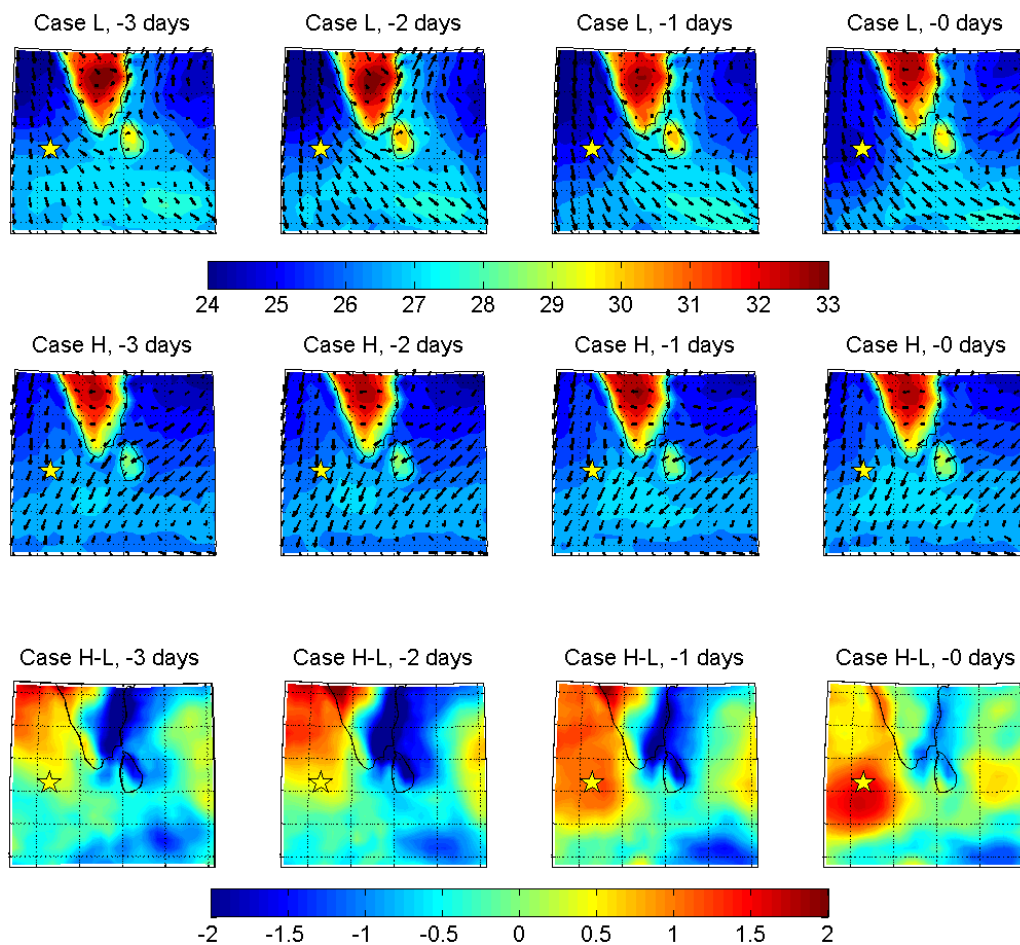 Case L, -3 days Case L, -2 days Case L, -1 days Case L, -0 days
24 25 26 27 28 29 30 31 32 33
Case H, -3 days Case H, -2 days Case H, -1 days Case H, -0 days
Case H-L, -3 days Case H-L, -2 days Case H-L, -1 days Case H-L, -0 days
-2 -1.5 -1 -0.5 0 0.5 1 1.5 2